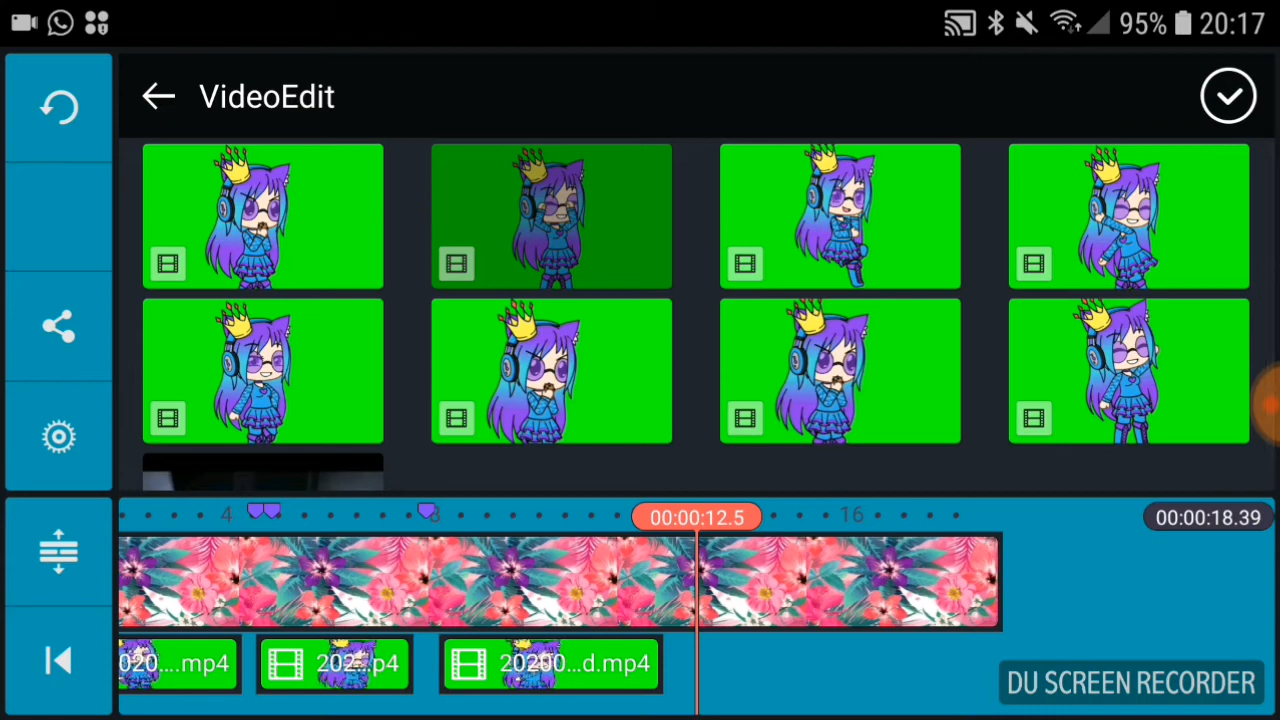 95% 20:17
VideoEdit
4 8 00:00:12.5 16 00:00:18.39
020....mp4 202...p4 20200...d.mp4
DU SCREEN RECORDER